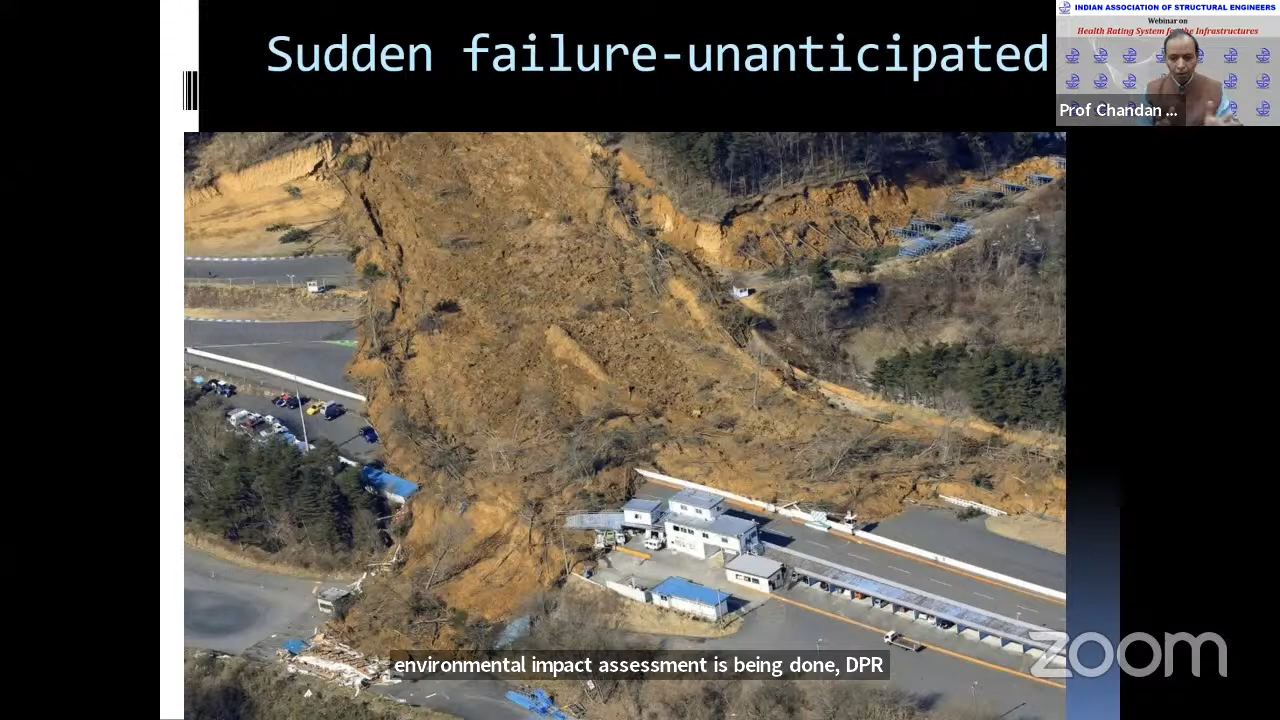 Sudden failure-unanticipated
INDIAN ASSOCIATION OF STRUCTURAL ENGINEERS
Webinar on
Health Rating System for the Infrastructures
Prof Chandan ...
environmental impact assessment is being done, DPR
zoom